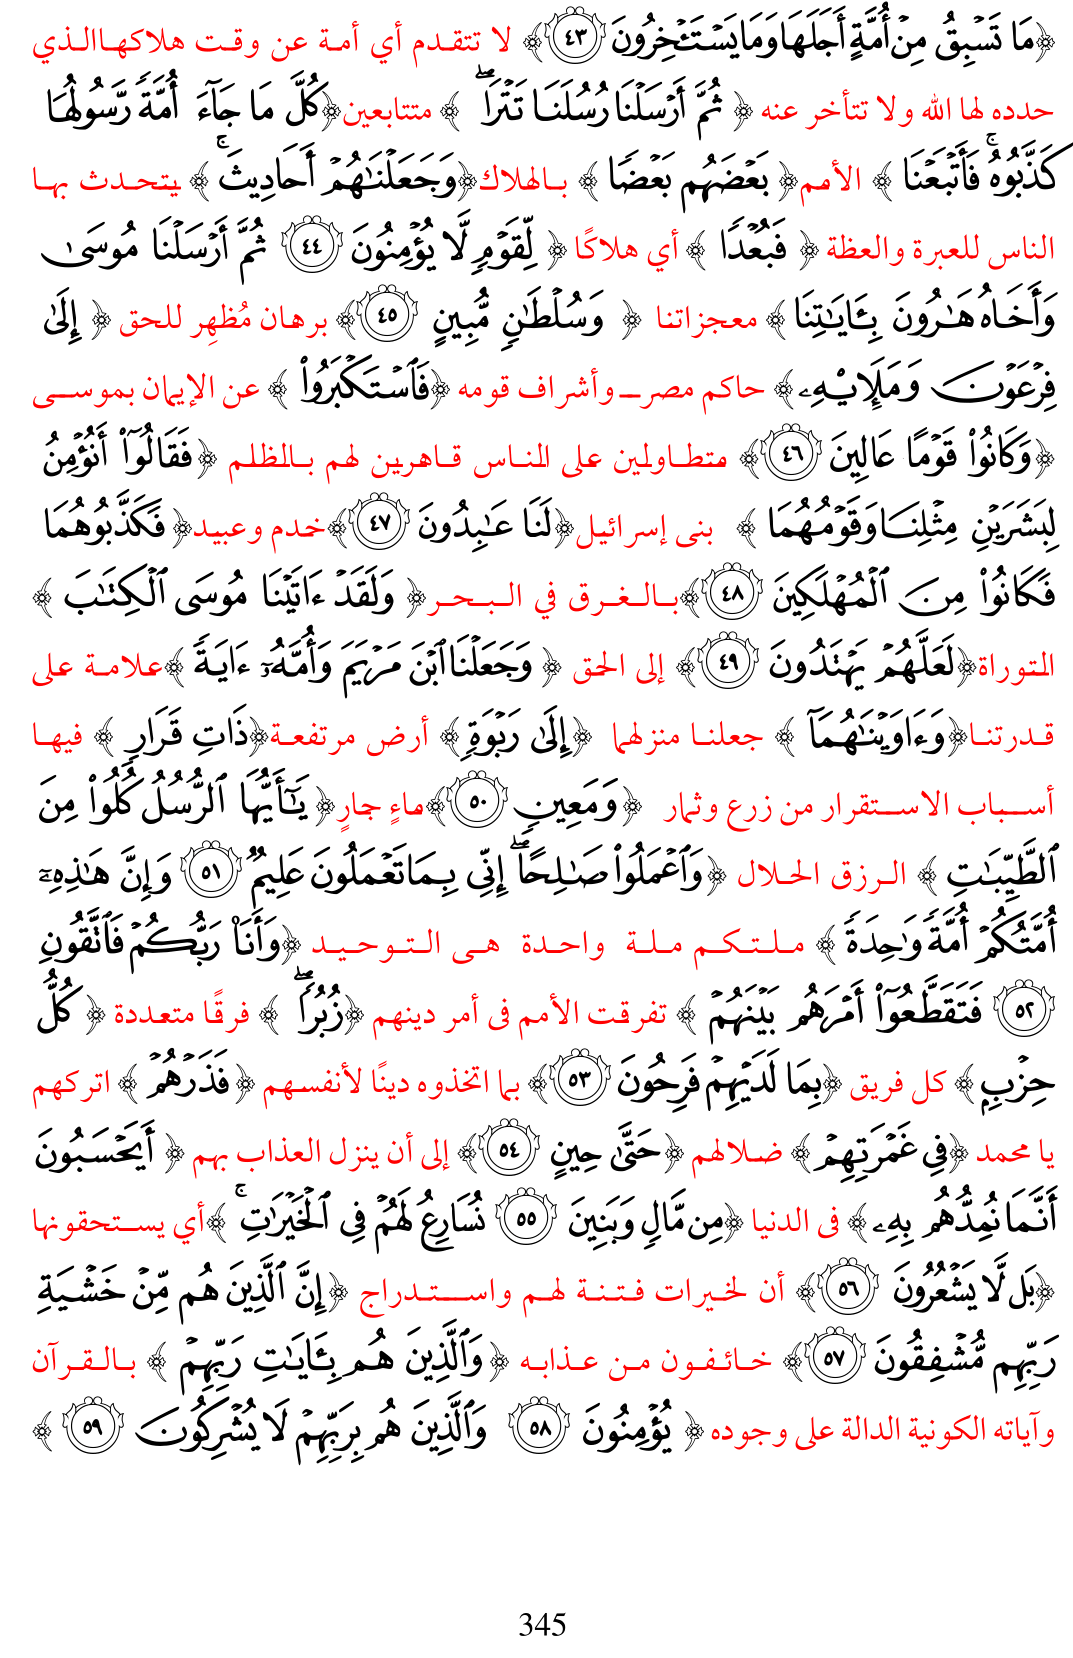 ﴿مَا تَسۡبِقُ مِنۡ أُمَّةٍ أَجَلَهَا وَمَا يَسۡتَـٔۡخِرُونَ ٤٣﴾ لا تتقدم أي أمة عن وقت هلاكهاالذي
حدده لها الله ولا تتأخر عنه ﴿ ثُمَّ أَرۡسَلۡنَا رُسُلَنَا تَتۡرَاۖ ﴾ متتابعين﴿كُلَّ مَا جَآءَ أُمَّةٗ رَّسُولُهَا
كَذَّبُوهُۚ فَأَتۡبَعۡنَا ﴾ الأمم﴿ بَعۡضَهُم بَعۡضٗا ﴾ بالهلاك﴿وَجَعَلۡنَٰهُمۡ أَحَادِيثَۚ ﴾ يتحدث بها
الناس للعبرة والعظة ﴿ فَبُعۡدٗا ﴾ أي هلاكًا ﴿ لِّقَوۡمٖ لَّا يُؤۡمِنُونَ ٤٤ ثُمَّ أَرۡسَلۡنَا مُوسَىٰ
وَأَخَاهُ هَٰرُونَ بِـَٔايَٰتِنَا ﴾ معجزاتنا ﴿ وَسُلۡطَٰنٖ مُّبِينٍ ٤٥﴾ برهان مُظهِر للحق ﴿ إِلَىٰ
فِرۡعَوۡنَ وَمَلَإِيْهِۦ﴾ حاكم مصر وأشراف قومه ﴿فَٱسۡتَكۡبَرُواْ ﴾ عن الإيمان بموسى
﴿وَكَانُواْ قَوۡمًا عَالِينَ ٤٦﴾ متطاولين على الناس قاهرين لهم بالظلم ﴿فَقَالُوٓاْ أَنُؤۡمِنُ
لِبَشَرَيۡنِ مِثۡلِنَا وَقَوۡمُهُمَا ﴾ بنى إسرائيل﴿لَنَا عَٰبِدُونَ ٤٧﴾خدم وعبيد﴿ فَكَذَّبُوهُمَا
فَكَانُواْ مِنَ ٱلۡمُهۡلَكِينَ ٤٨﴾بالغرق في البحر﴿ وَلَقَدۡ ءَاتَيۡنَا مُوسَى ٱلۡكِتَٰبَ ﴾
التوراة﴿لَعَلَّهُمۡ يَهۡتَدُونَ ٤٩﴾ إلى الحق ﴿ وَجَعَلۡنَا ٱبۡنَ مَرۡيَمَ وَأُمَّهُۥٓ ءَايَةٗ ﴾علامة على
قدرتنا﴿وَءَاوَيۡنَٰهُمَآ ﴾ جعلنا منزلهما ﴿إِلَىٰ رَبۡوَةٖ﴾ أرض مرتفعة﴿ذَاتِ قَرَارٖ ﴾ فيها
أسباب الاستقرار من زرع وثمار ﴿وَمَعِينٖ ٥٠﴾ماءٍ جارٍ﴿ يَٰٓأَيُّهَا ٱلرُّسُلُ كُلُواْ مِنَ
ٱلطَّيِّبَٰتِ ﴾ الرزق الحلال ﴿وَٱعۡمَلُواْ صَٰلِحًاۖ إِنِّي بِمَا تَعۡمَلُونَ عَلِيمٞ ٥١ وَإِنَّ هَٰذِهِۦٓ
أُمَّتُكُمۡ أُمَّةٗ وَٰحِدَةٗ ﴾ ملتكم ملة واحدة هى التوحيد ﴿وَأَنَا۠ رَبُّكُمۡ فَٱتَّقُونِ
٥٢ فَتَقَطَّعُوٓاْ أَمۡرَهُم بَيۡنَهُمۡ ﴾ تفرقت الأمم فى أمر دينهم ﴿زُبُرٗاۖ ﴾ فرقًا متعددة ﴿ كُلُّ
حِزۡبِۭ﴾ كل فريق ﴿بِمَا لَدَيۡهِمۡ فَرِحُونَ ٥٣﴾ بما اتخذوه دينًا لأنفسهم ﴿فَذَرۡهُمۡ ﴾ اتركهم
يا محمد ﴿فِي غَمۡرَتِهِمۡ ﴾ ضلالهم ﴿حَتَّىٰ حِينٍ ٥٤﴾ إلى أن ينزل العذاب بهم ﴿ أَيَحۡسَبُونَ
أَنَّمَا نُمِدُّهُم بِهِۦ﴾ فى الدنيا ﴿مِن مَّالٖ وَبَنِينَ ٥٥ نُسَارِعُ لَهُمۡ فِي ٱلۡخَيۡرَٰتِۚ ﴾أي يستحقونها
﴿بَل لَّا يَشۡعُرُونَ ٥٦﴾ أن لخيرات فتنة لهم واستدراج ﴿إِنَّ ٱلَّذِينَ هُم مِّنۡ خَشۡيَةِ
رَبِّهِم مُّشۡفِقُونَ ٥٧﴾ خائفون من عذابه ﴿وَٱلَّذِينَ هُم بِـَٔايَٰتِ رَبِّهِمۡ ﴾ بالقرآن
وآياته الكونية الدالة على وجوده ﴿ يُؤۡمِنُونَ ٥٨ وَٱلَّذِينَ هُم بِرَبِّهِمۡ لَا يُشۡرِكُونَ ٥٩ ﴾
345